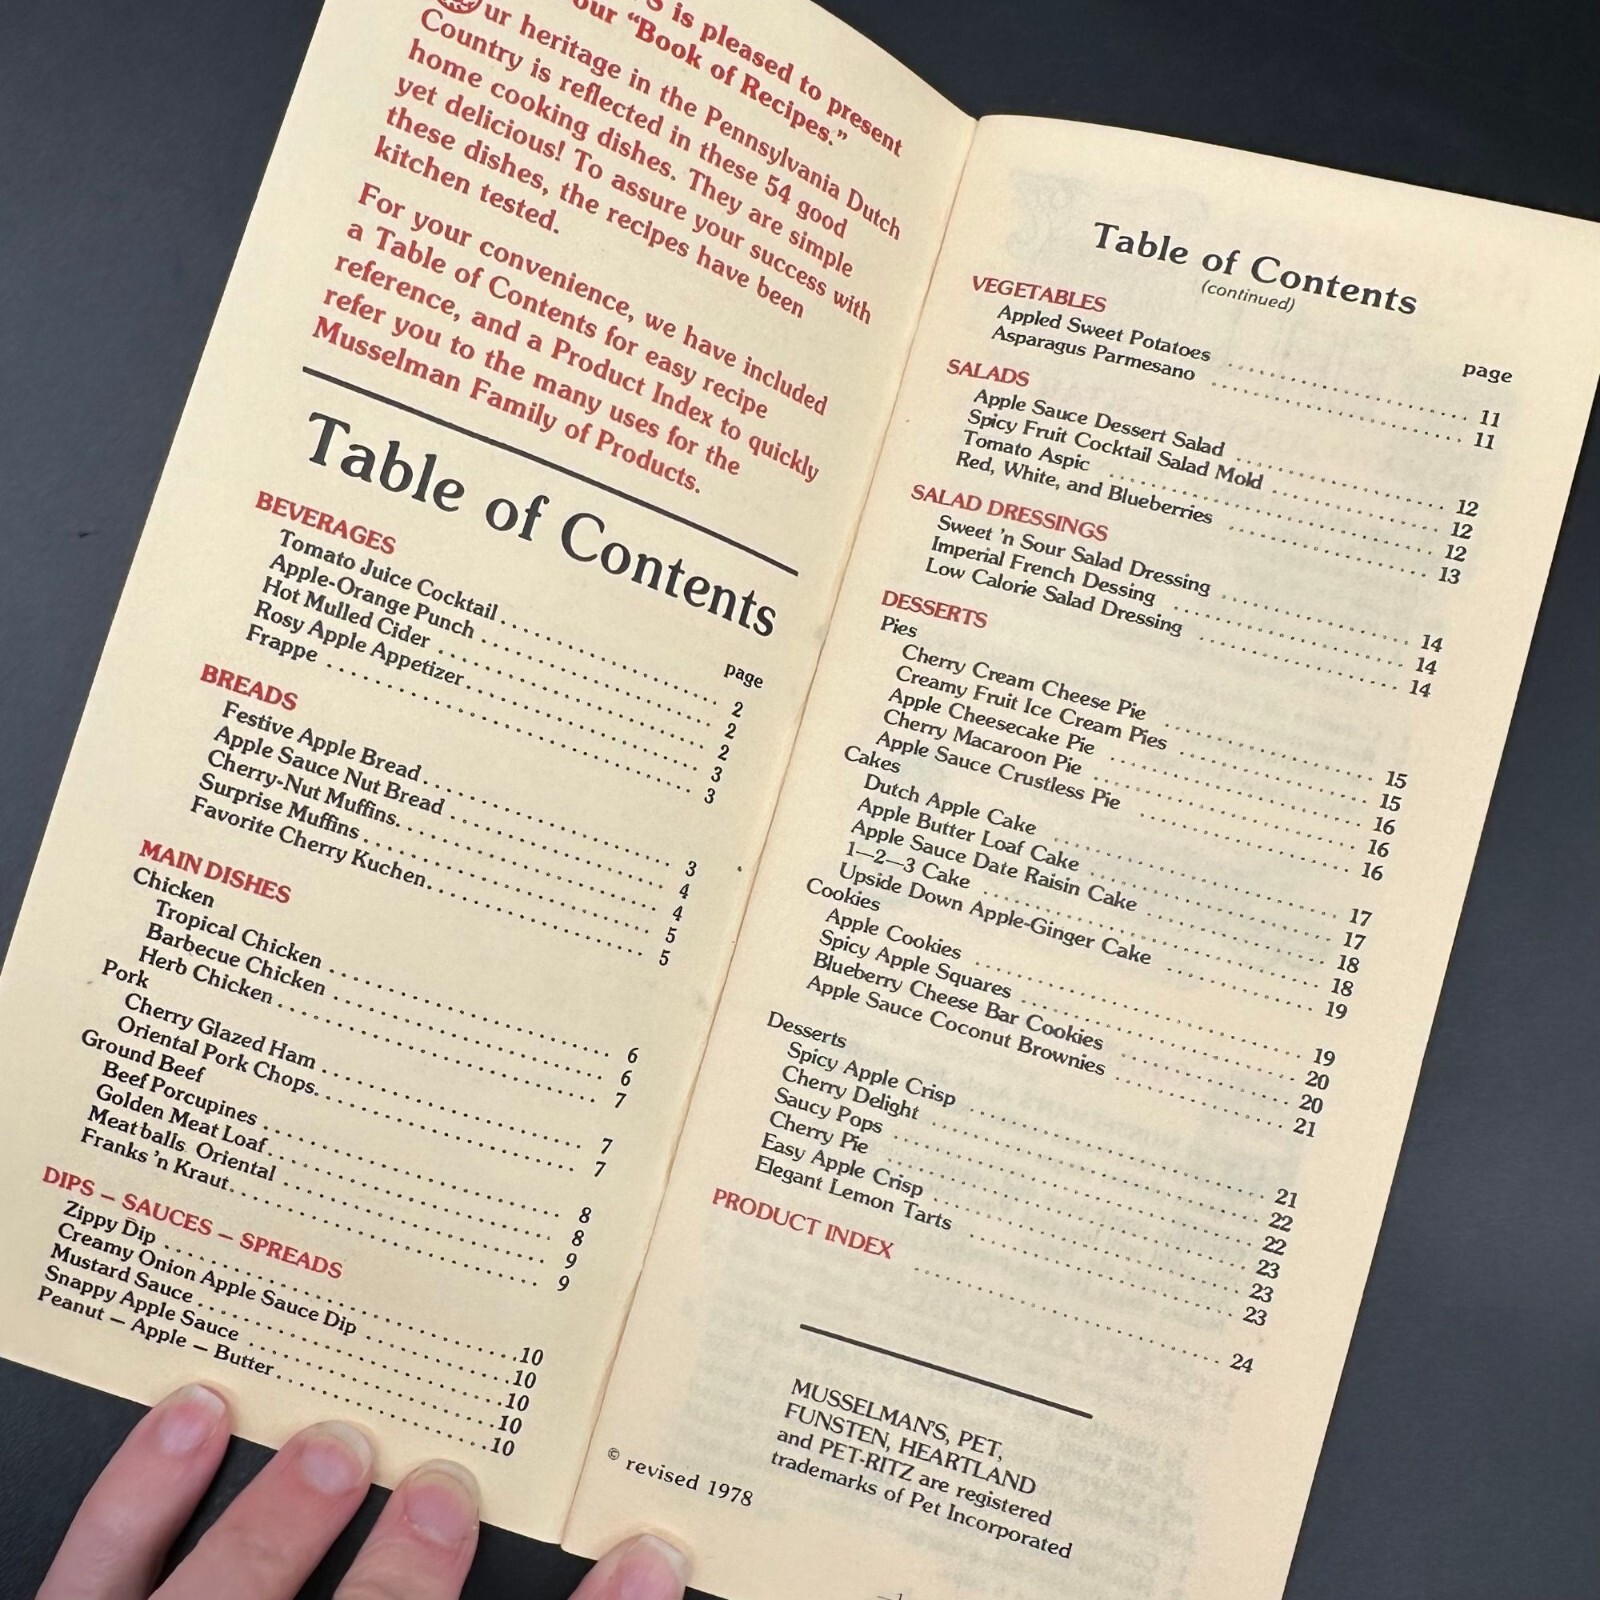 S is pleased to present
our "Book of Recipes."
Our heritage in the Pennsylvania Dutch
Country is reflected in these 54 good
home cooking dishes. They are simple
yet delicious! To assure your success with
these dishes, the recipes have been
kitchen tested.
For your convenience, we have included
a Table of Contents for easy recipe
reference, and a Product Index to quickly
refer you to the many uses for the
Musselman Family of Products.
Table of Contents
page
BEVERAGES
Tomato Juice Cocktail 2
Apple-Orange Punch 2
Hot Mulled Cider 2
Rosy Apple Appetizer 3
Frappe 3
BREADS
Festive Apple Bread 3
Apple Sauce Nut Bread 4
Cherry-Nut Muffins 4
Surprise Muffins 5
Favorite Cherry Kuchen 5
MAIN DISHES
Chicken
Tropical Chicken 6
Barbecue Chicken 6
Herb Chicken 7
Pork
Cherry Glazed Ham 7
Oriental Pork Chops 7
Ground Beef
Beef Porcupines 8
Golden Meat Loaf 8
Meatballs Oriental 9
Franks 'n Kraut 9
DIPS – SAUCES – SPREADS
Zippy Dip 10
Creamy Onion Apple Sauce Dip 10
Mustard Sauce 10
Snappy Apple Sauce 10
Peanut – Apple – Butter 10
Table of Contents
(continued)
page
VEGETABLES
Appled Sweet Potatoes 11
Asparagus Parmesano 11
SALADS
Apple Sauce Dessert Salad 12
Spicy Fruit Cocktail Salad Mold 12
Tomato Aspic 12
Red, White, and Blueberries 13
SALAD DRESSINGS
Sweet 'n Sour Salad Dressing 14
Imperial French Dessing 14
Low Calorie Salad Dressing 14
DESSERTS
Pies
Cherry Cream Cheese Pie 15
Creamy Fruit Ice Cream Pies 15
Apple Cheesecake Pie 16
Cherry Macaroon Pie 16
Apple Sauce Crustless Pie 16
Cakes
Dutch Apple Cake 17
Apple Butter Loaf Cake 17
Apple Sauce Date Raisin Cake 18
1—2—3 Cake 18
Upside Down Apple-Ginger Cake 19
Cookies
Apple Cookies 19
Spicy Apple Squares 20
Blueberry Cheese Bar Cookies 20
Apple Sauce Coconut Brownies 21
Desserts
Spicy Apple Crisp 21
Cherry Delight 22
Saucy Pops 22
Cherry Pie 23
Easy Apple Crisp 23
Elegant Lemon Tarts 23
PRODUCT INDEX 24
MUSSELMAN'S, PET,
FUNSTEN, HEARTLAND
and PET-RITZ are registered
trademarks of Pet Incorporated
© revised 1978